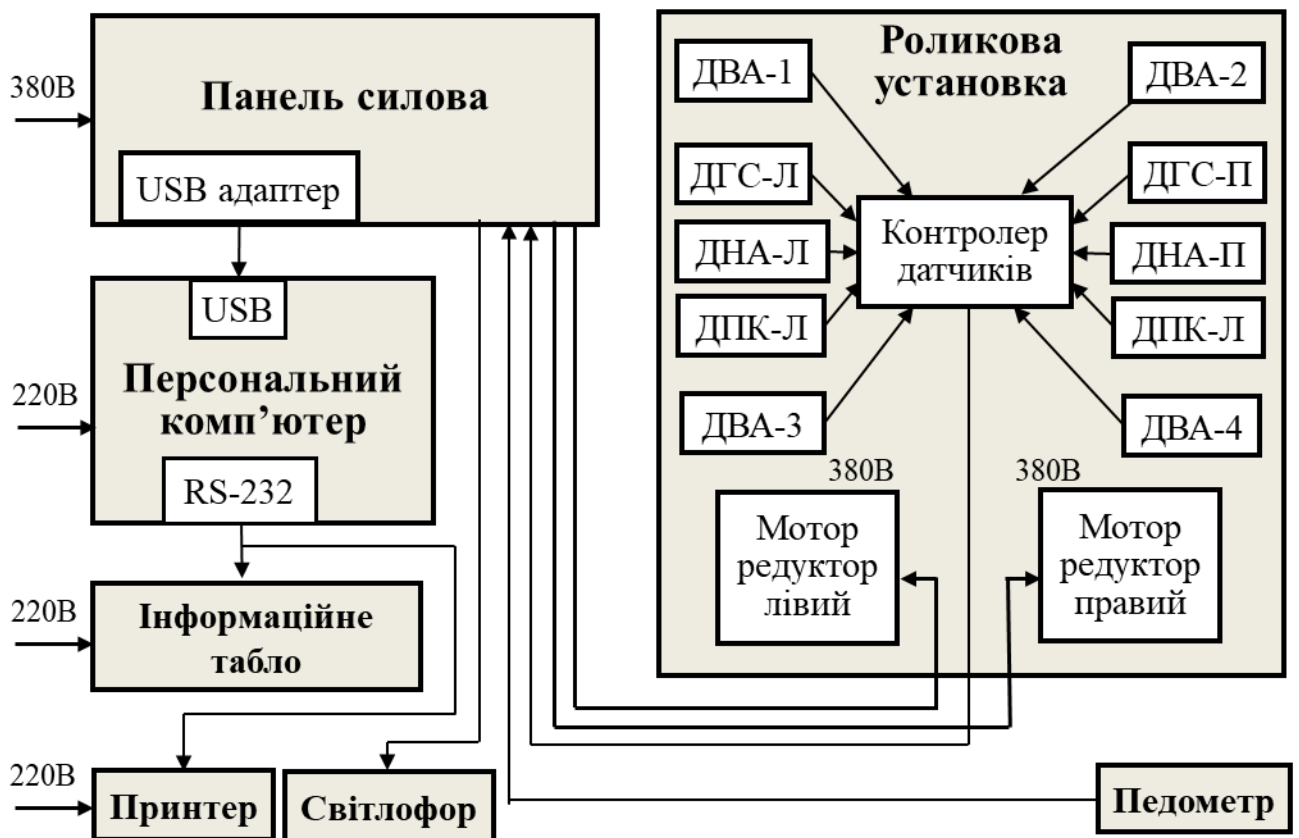 380В
Панель силова
USB адаптер
USB
220В
Персональний
комп’ютер
RS-232
220В
Інформаційне
табло
220В
Принтер
Світлофор
Роликова
установка
ДВА-1
ДВА-2
ДГС-Л
ДГС-П
Контролер
датчиків
ДНА-Л
ДНА-П
ДПК-Л
ДПК-Л
ДВА-3
ДВА-4
380В
380В
Мотор
редуктор
лівий
Мотор
редуктор
правий
Педометр